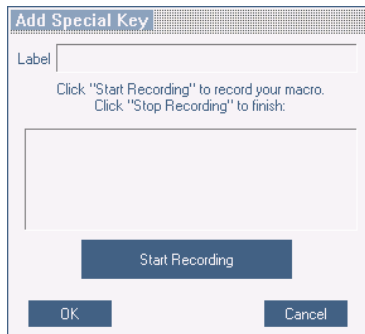 Add Special Key
Label
Click "Start Recording" to record your macro.
Click "Stop Recording" to finish:
Start Recording
OK
Cancel